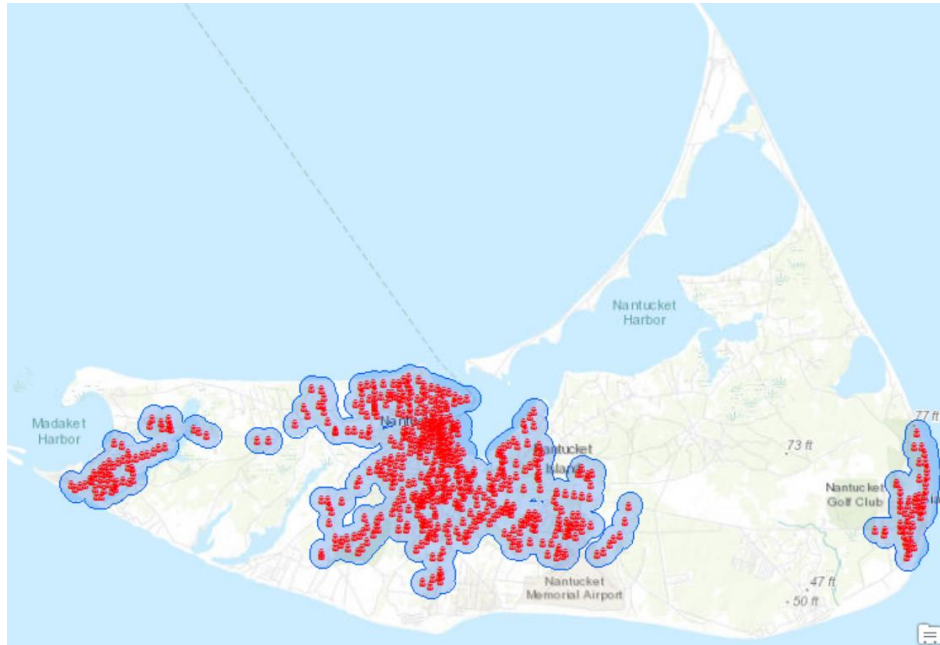 Nantucket
Harbor
Madaket
Harbor
77 ft
Nantucket
Island
73 ft
Nantucket
Golf Club
Nantucket
Memorial Airport
47 ft
50 ft